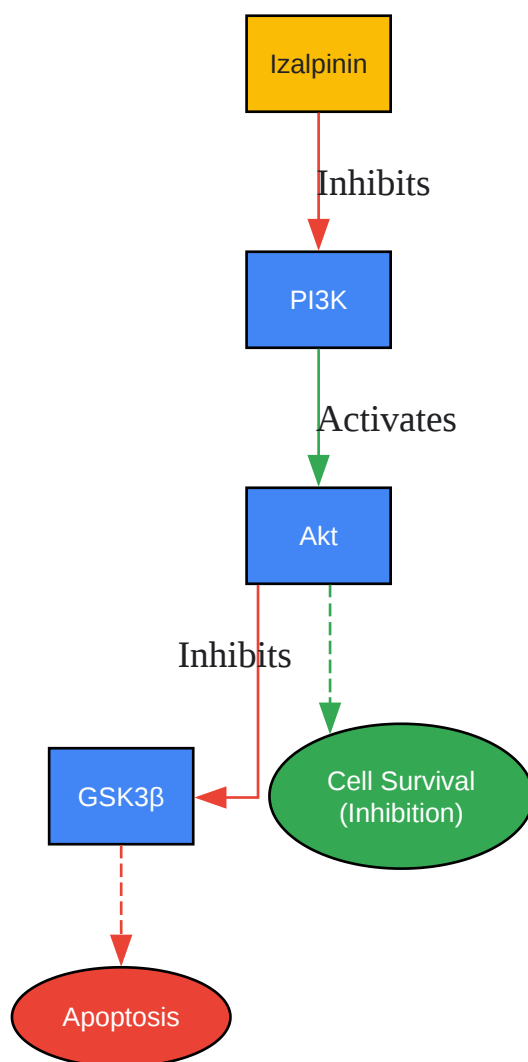 Izalpinin
Inhibits
PI3K
Activates
Akt
Inhibits
Cell Survival
(Inhibition)
GSK3β
Apoptosis